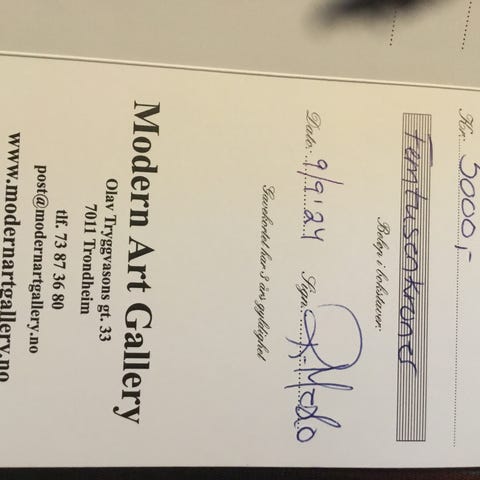 Kr: 5000,-
Femtusenkroner
Beløp i bokstaver:
Dato: 9/9'24 Sign.
Gavekortet har 3 års gyldighet
Modern Art Gallery
Olav Tryggvasons gt. 33
7011 Trondheim
tlf. 73 87 36 80
post@modernartgallery.no
www.modernartgallery.no